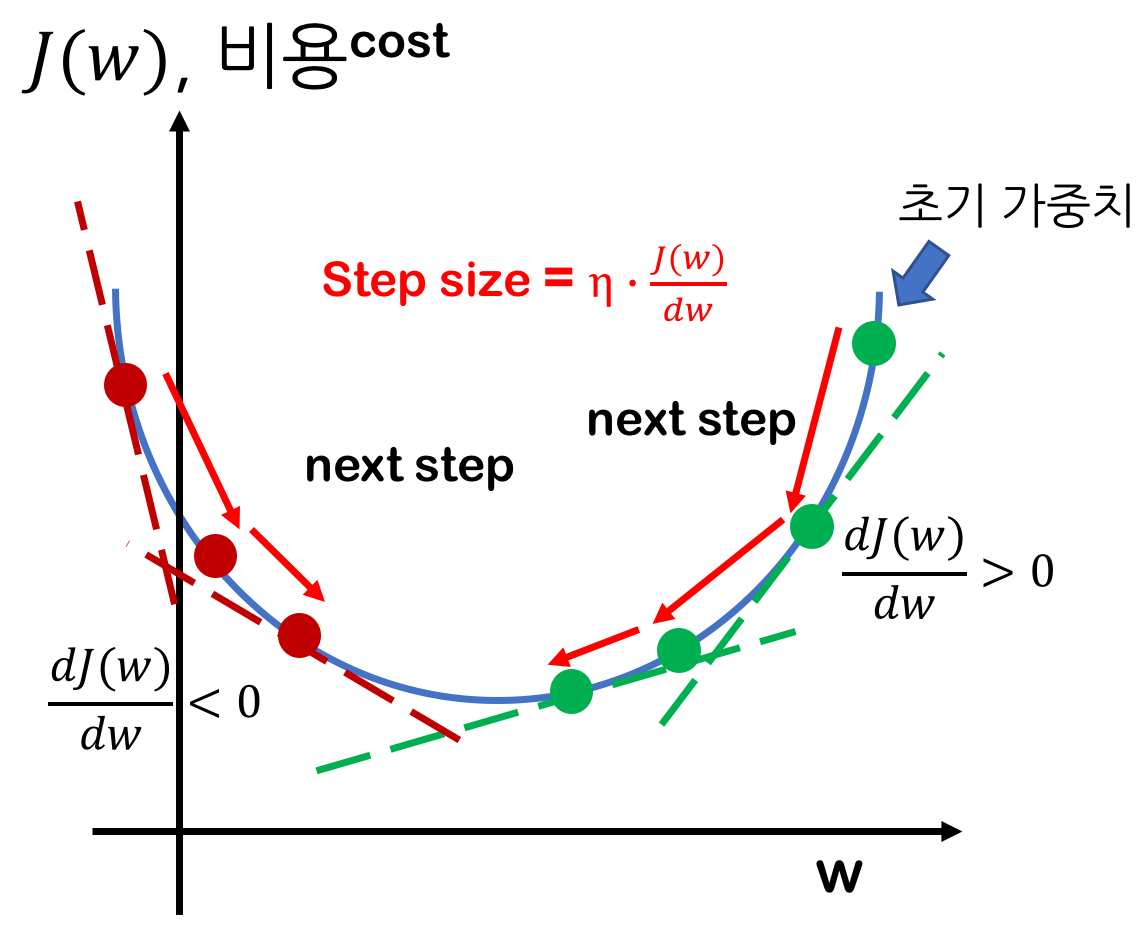 J(w), 비용cost
초기 가중치
Step size = η · J(w)/dw
next step
next step
dJ(w)/dw > 0
dJ(w)/dw < 0
w